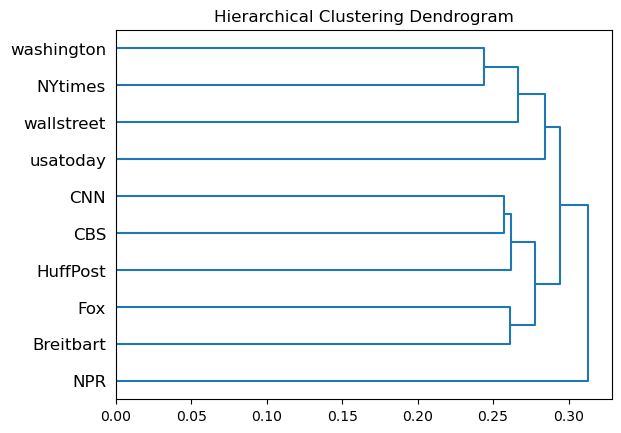 Hierarchical Clustering Dendrogram
washington
NYtimes
wallstreet
usatoday
CNN
CBS
HuffPost
Fox
Breitbart
NPR
0.00 0.05 0.10 0.15 0.20 0.25 0.30